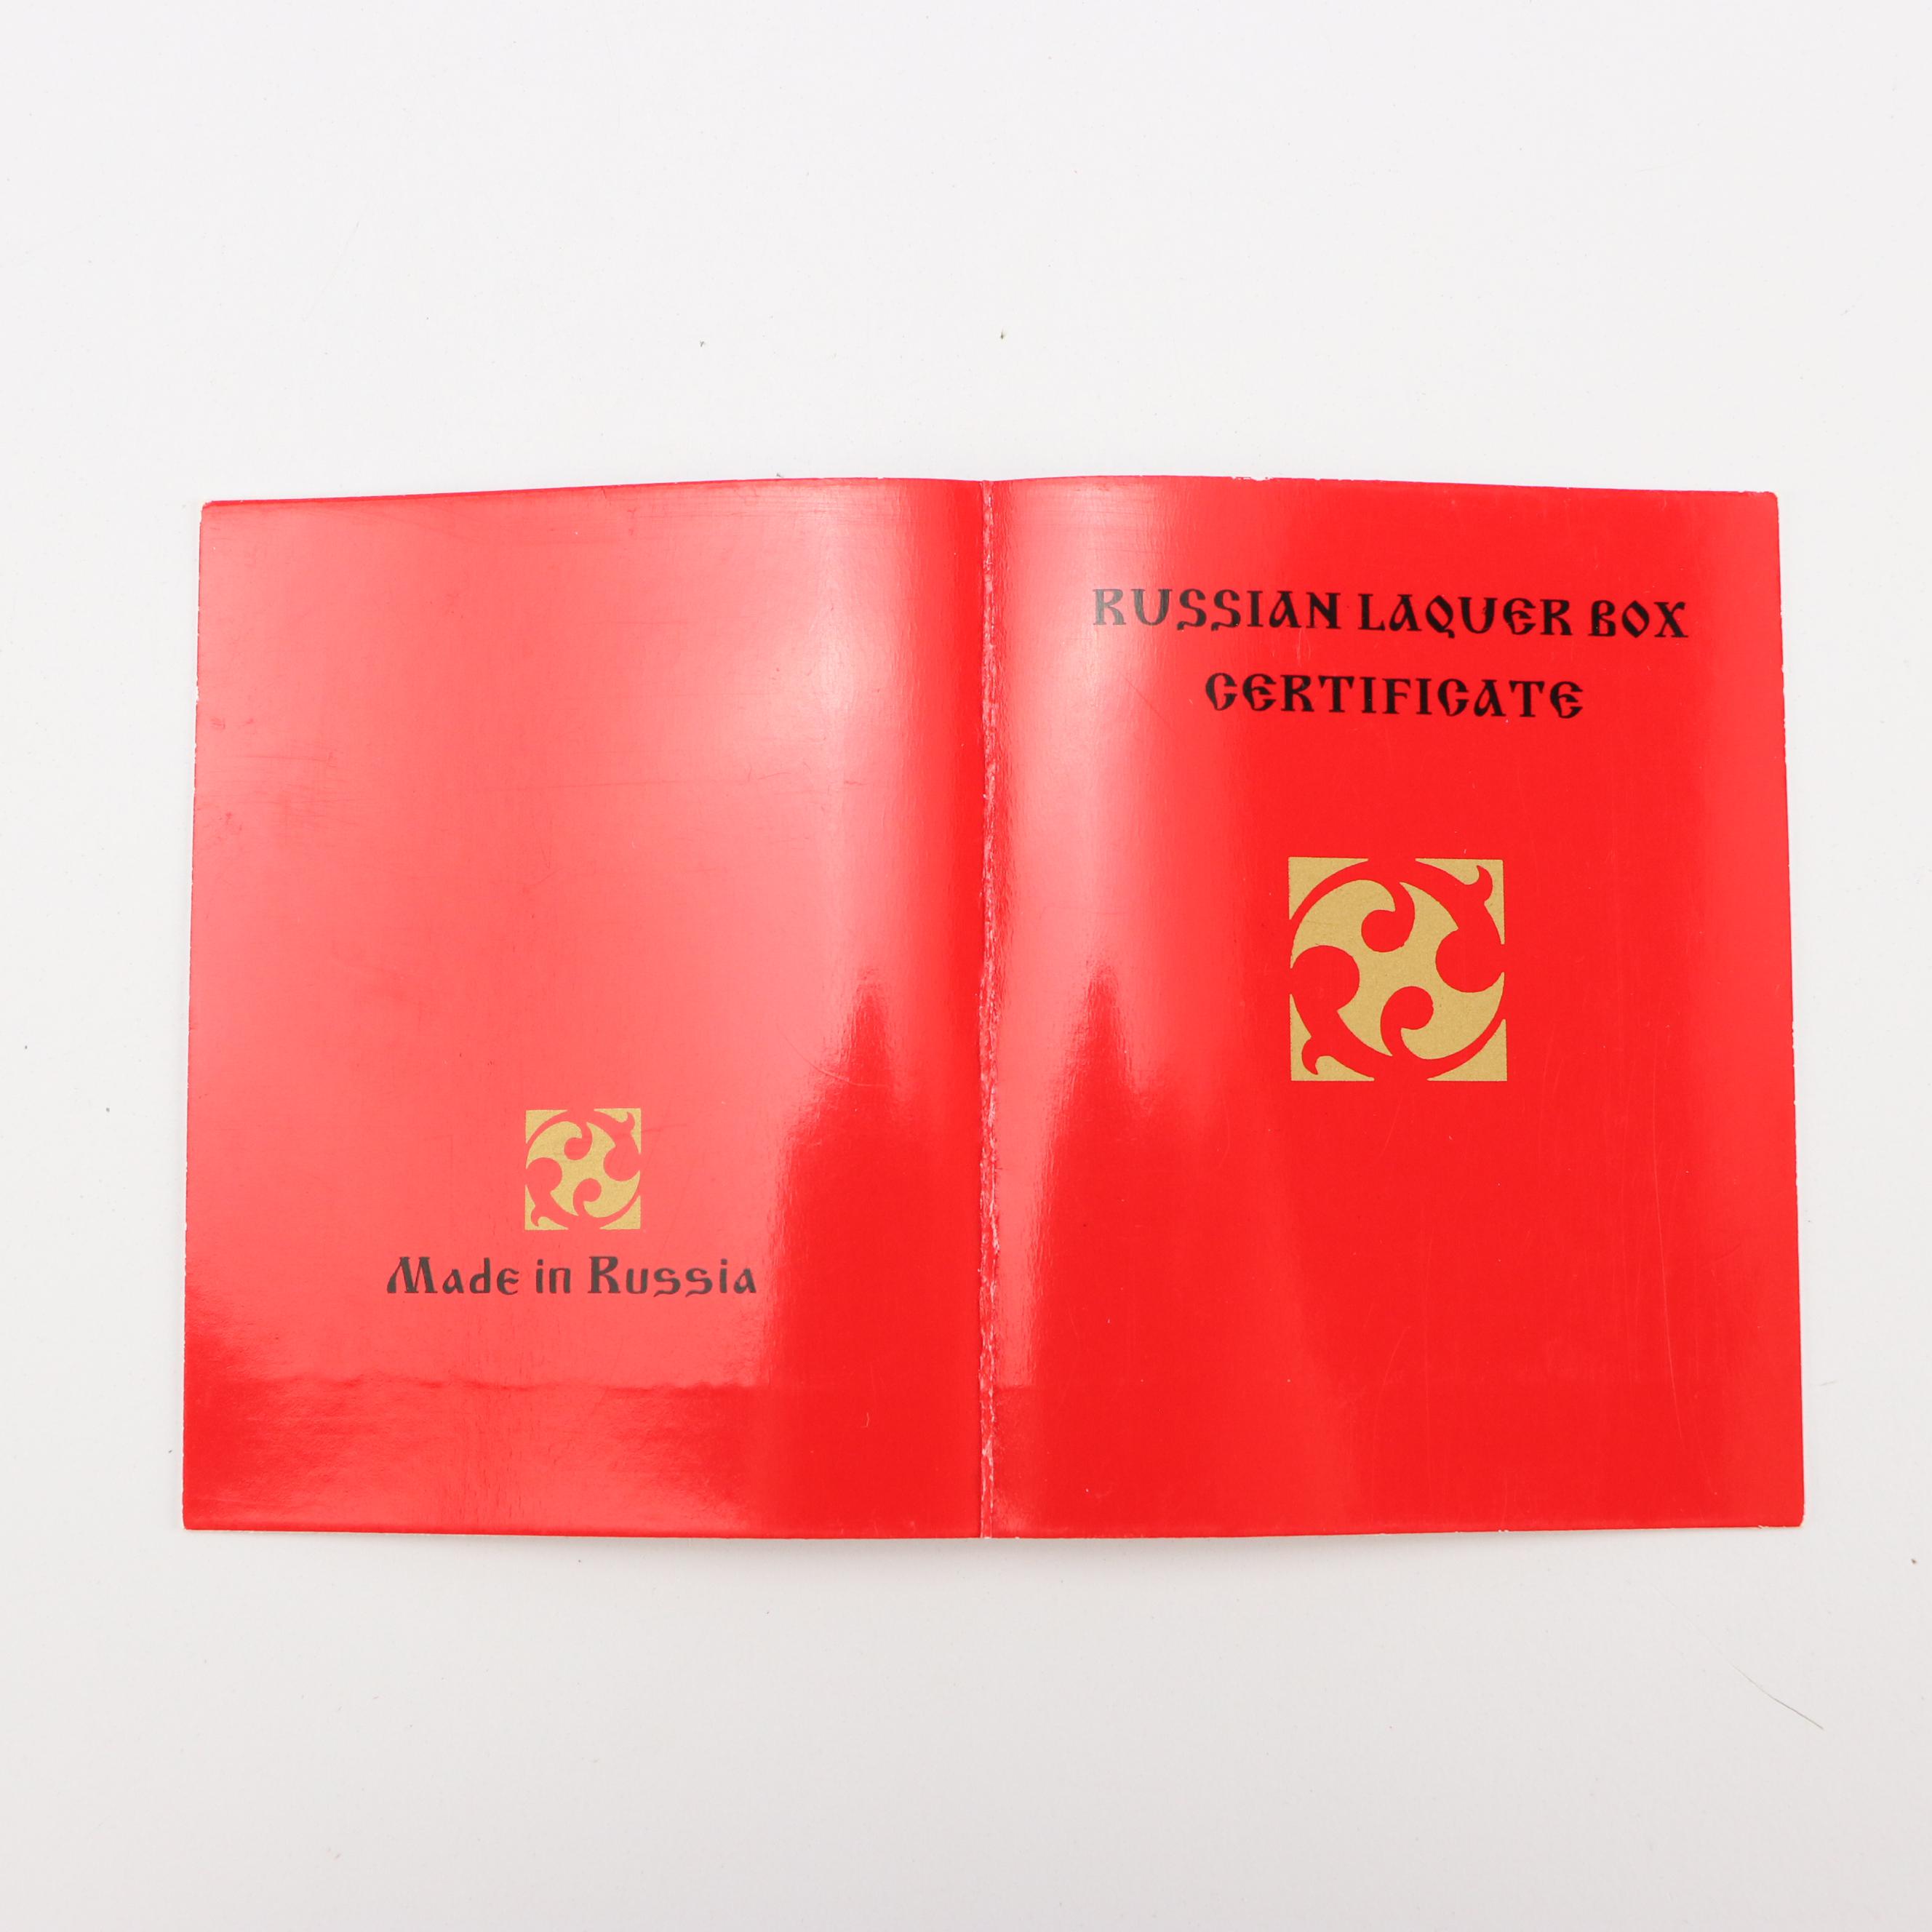 RUSSIAN LAQUER BOX
CERTIFICATE
Made in Russia